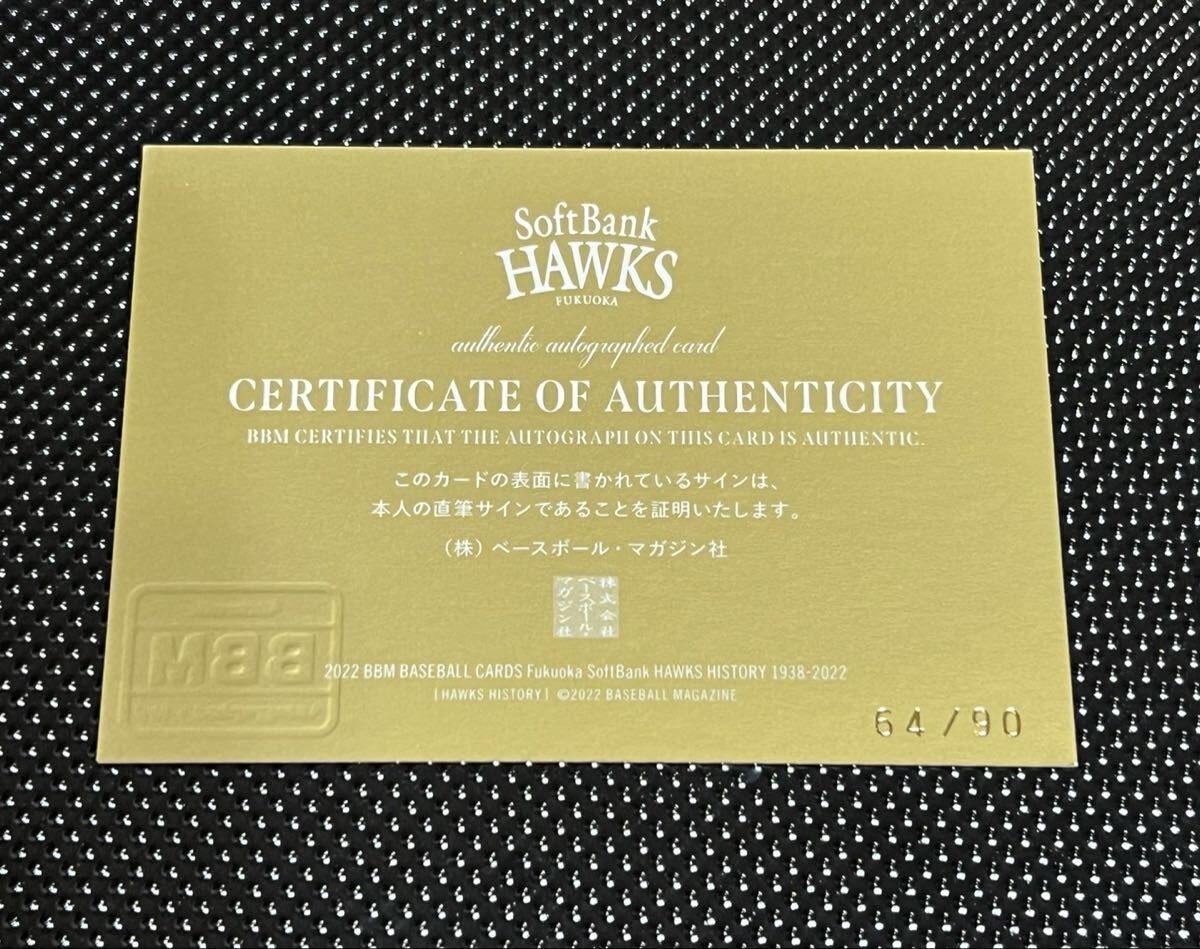 SoftBank
HAWKS
FUKUOKA
authentic autographed card
CERTIFICATE OF AUTHENTICITY
BBM CERTIFIES THAT THE AUTOGRAPH ON THIS CARD IS AUTHENTIC.
このカードの表面に書かれているサインは、
本人の直筆サインであることを証明いたします。
(株)ベースボール・マガジン社
株式会社
ベースボール・
マガジン社
BBM
2022 BBM BASEBALL CARDS Fukuoka SoftBank HAWKS HISTORY 1938-2022
[HAWKS HISTORY] ©2022 BASEBALL MAGAZINE
64/90